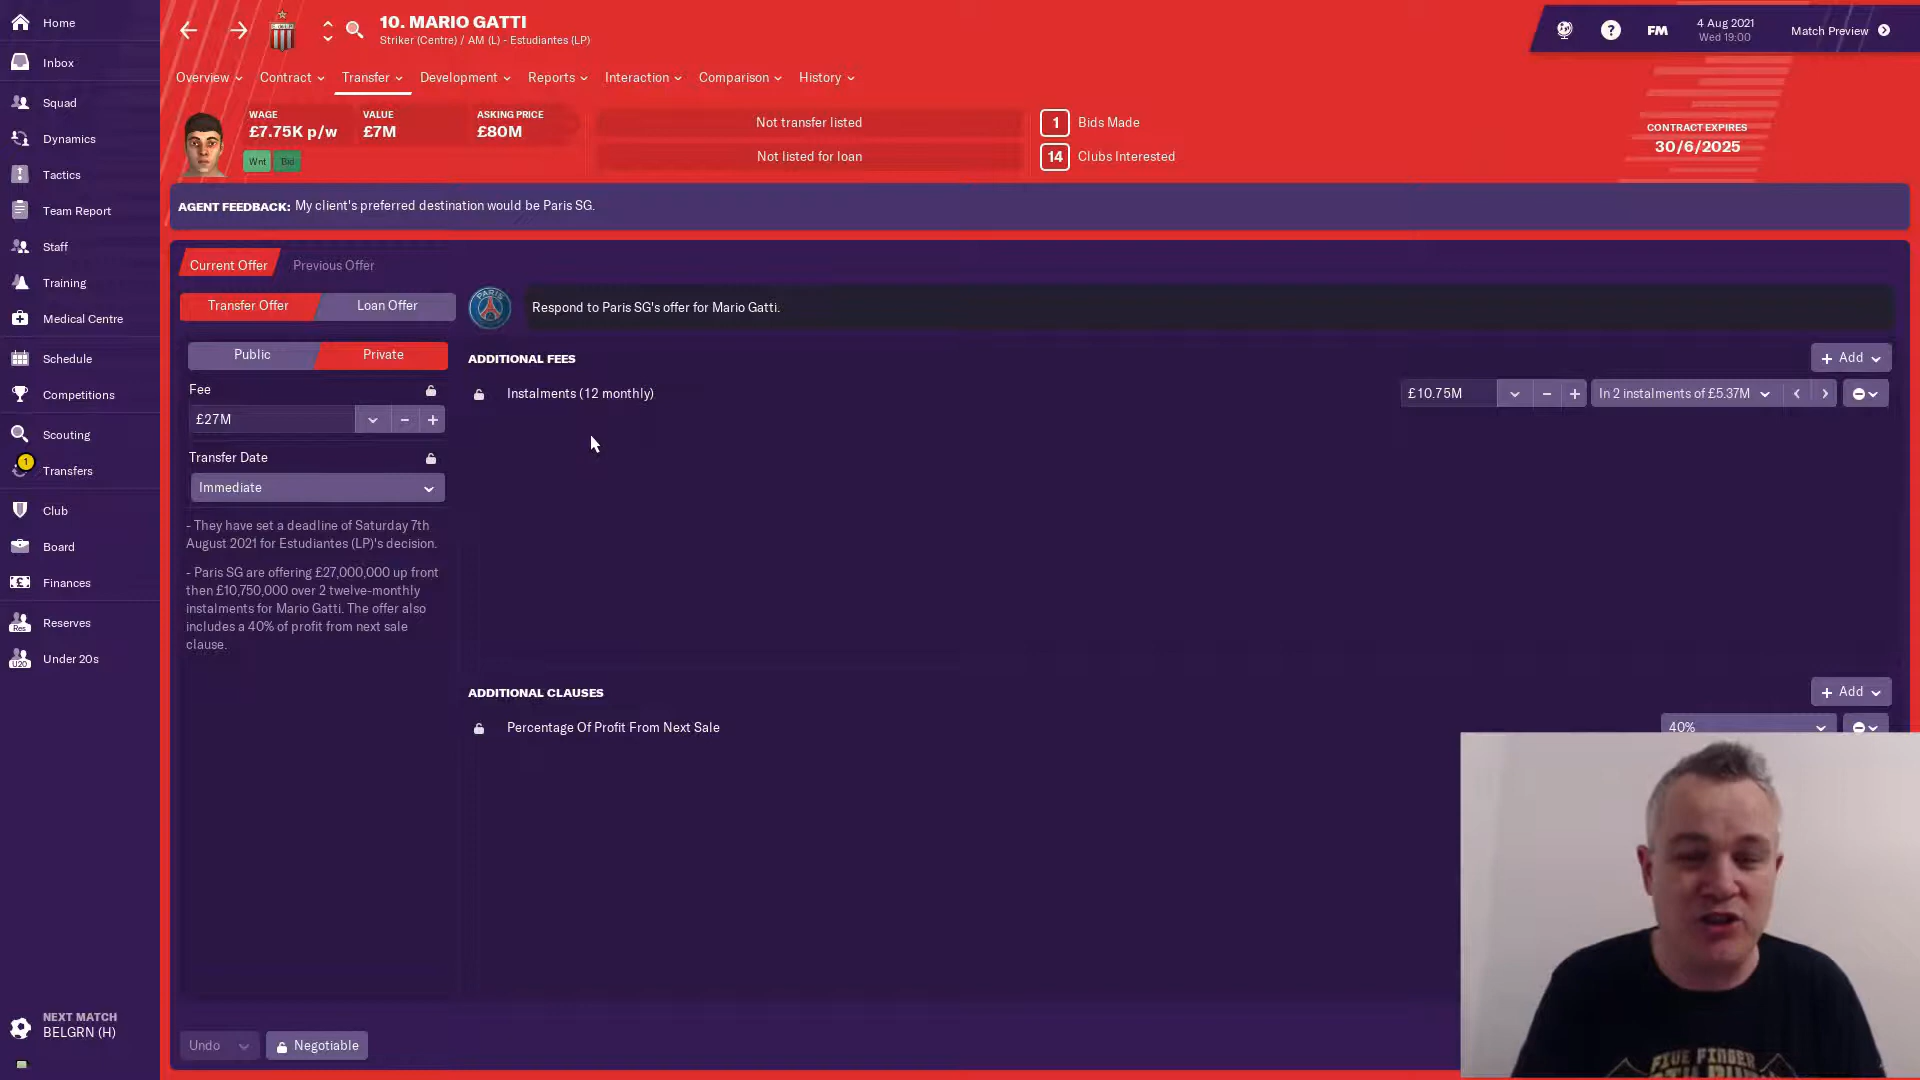 Home
Inbox
Squad
Dynamics
Tactics
Team Report
Staff
Training
Medical Centre
Schedule
Competitions
Scouting
1
Transfers
Club
Board
Finances
Res
Reserves
U20
Under 20s
NEXT MATCH
BELGRN (H)
10. MARIO GATTI
Striker (Centre) / AM (L) - Estudiantes (LP)
FM
4 Aug 2021
Wed 19:00
Match Preview
Overview Contract Transfer Development Reports Interaction Comparison History
WAGE
£7.75K p/w
VALUE
£7M
ASKING PRICE
£80M
Wnt Bid
Not transfer listed
Not listed for loan
1 Bids Made
14 Clubs Interested
CONTRACT EXPIRES
30/6/2025
AGENT FEEDBACK: My client's preferred destination would be Paris SG.
Current Offer Previous Offer
Transfer Offer Loan Offer
PARIS
Respond to Paris SG's offer for Mario Gatti.
Public Private
Fee
£27M
Transfer Date
Immediate
- They have set a deadline of Saturday 7th
August 2021 for Estudiantes (LP)'s decision.
- Paris SG are offering £27,000,000 up front
then £10,750,000 over 2 twelve-monthly
instalments for Mario Gatti. The offer also
includes a 40% of profit from next sale
clause.
ADDITIONAL FEES
Add
Instalments (12 monthly)
£10.75M
In 2 instalments of £5.37M
ADDITIONAL CLAUSES
Add
Percentage Of Profit From Next Sale
40%
Undo
Negotiable
FIVE FINGER